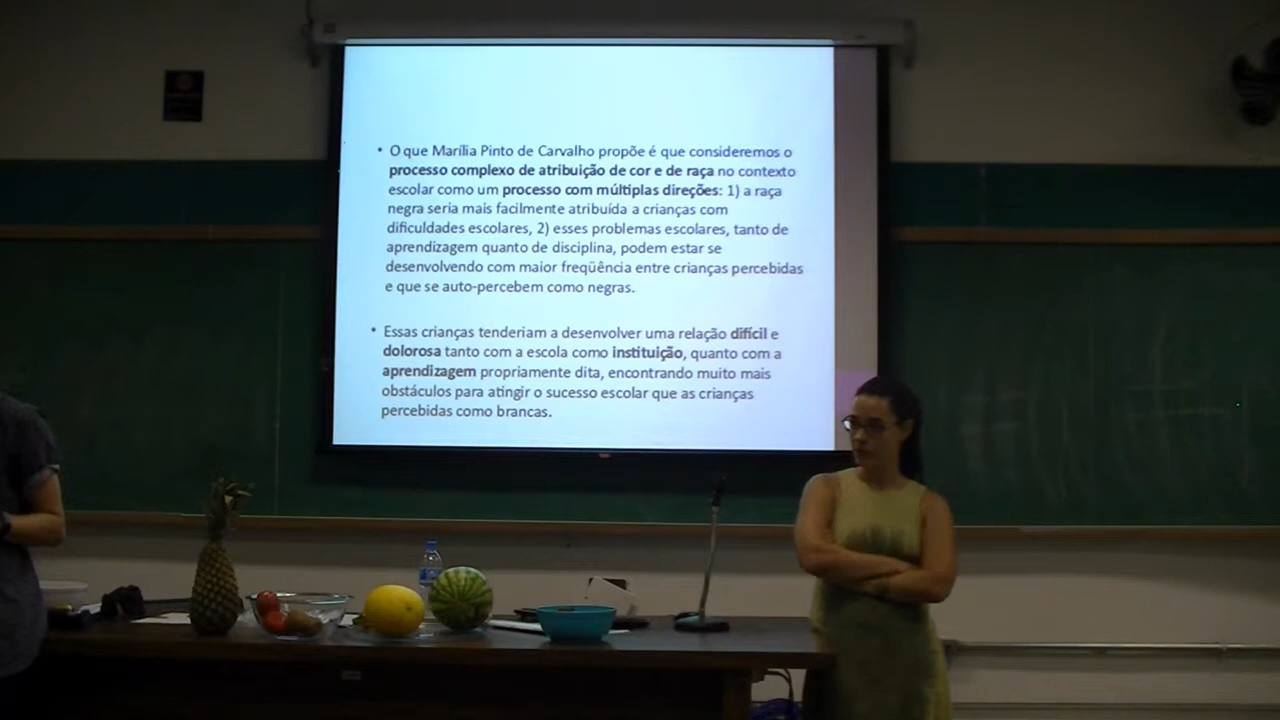 • O que Marília Pinto de Carvalho propõe é que consideremos o
processo complexo de atribuição de cor e de raça no contexto
escolar como um processo com múltiplas direções: 1) a raça
negra seria mais facilmente atribuída a crianças com
dificuldades escolares, 2) esses problemas escolares, tanto de
aprendizagem quanto de disciplina, podem estar se
desenvolvendo com maior freqüência entre crianças percebidas
e que se auto-percebem como negras.
• Essas crianças tenderiam a desenvolver uma relação difícil e
dolorosa tanto com a escola como instituição, quanto com a
aprendizagem propriamente dita, encontrando muito mais
obstáculos para atingir o sucesso escolar que as crianças
percebidas como brancas.